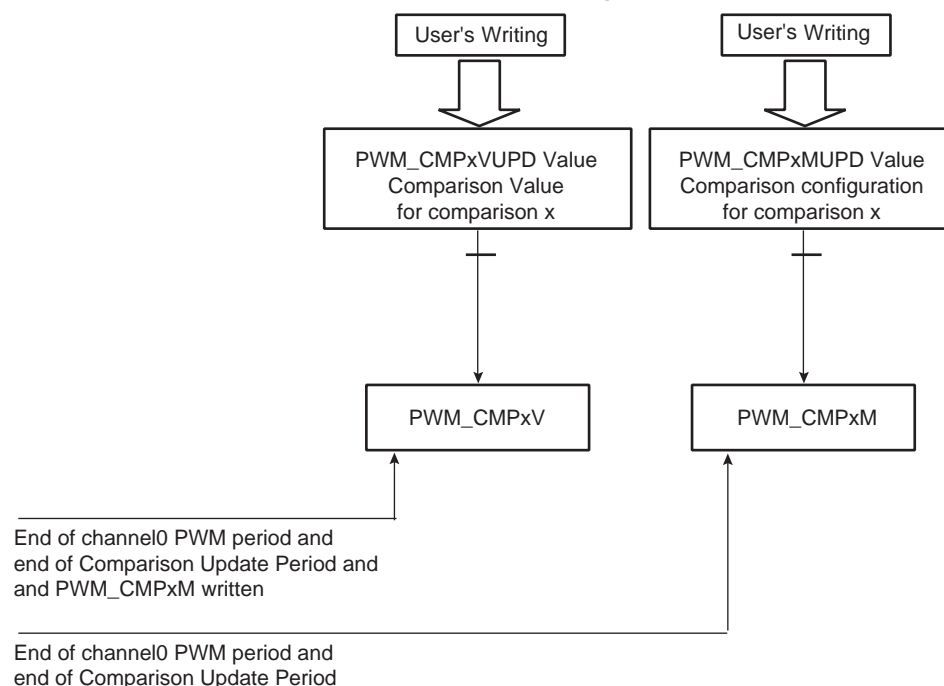 User's Writing
User's Writing
PWM_CMPxVUPD Value
Comparison Value
for comparison x
PWM_CMPxMUPD Value
Comparison configuration
for comparison x
PWM_CMPxV
PWM_CMPxM
End of channel0 PWM period and
end of Comparison Update Period and
and PWM_CMPxM written
End of channel0 PWM period and
end of Comparison Update Period